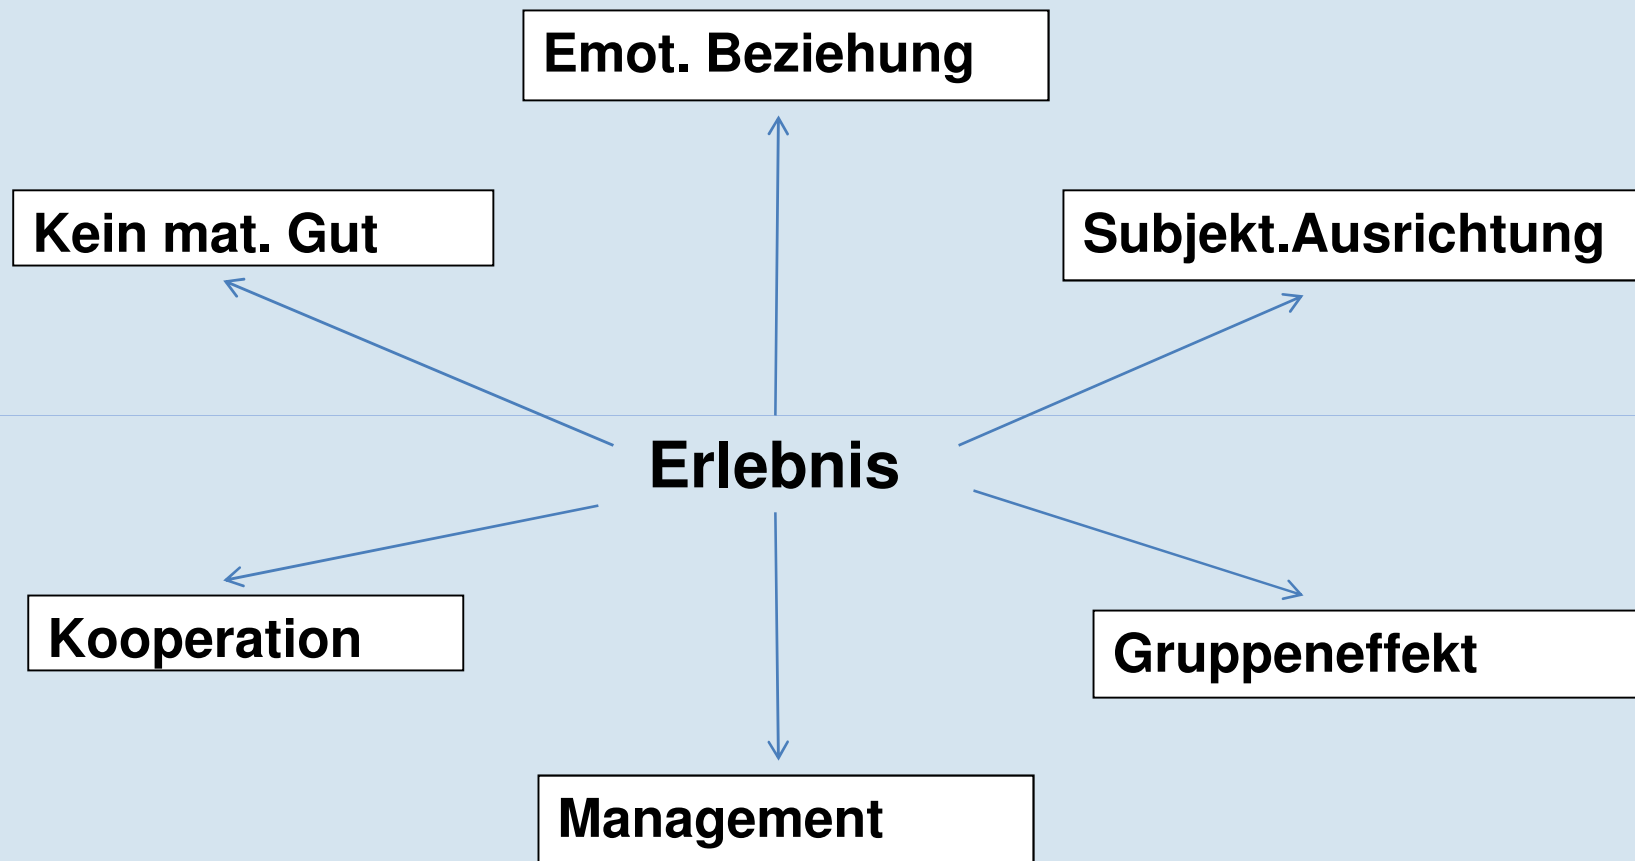 Emot. Beziehung
Kein mat. Gut
Subjekt.Ausrichtung
Erlebnis
Kooperation
Gruppeneffekt
Management